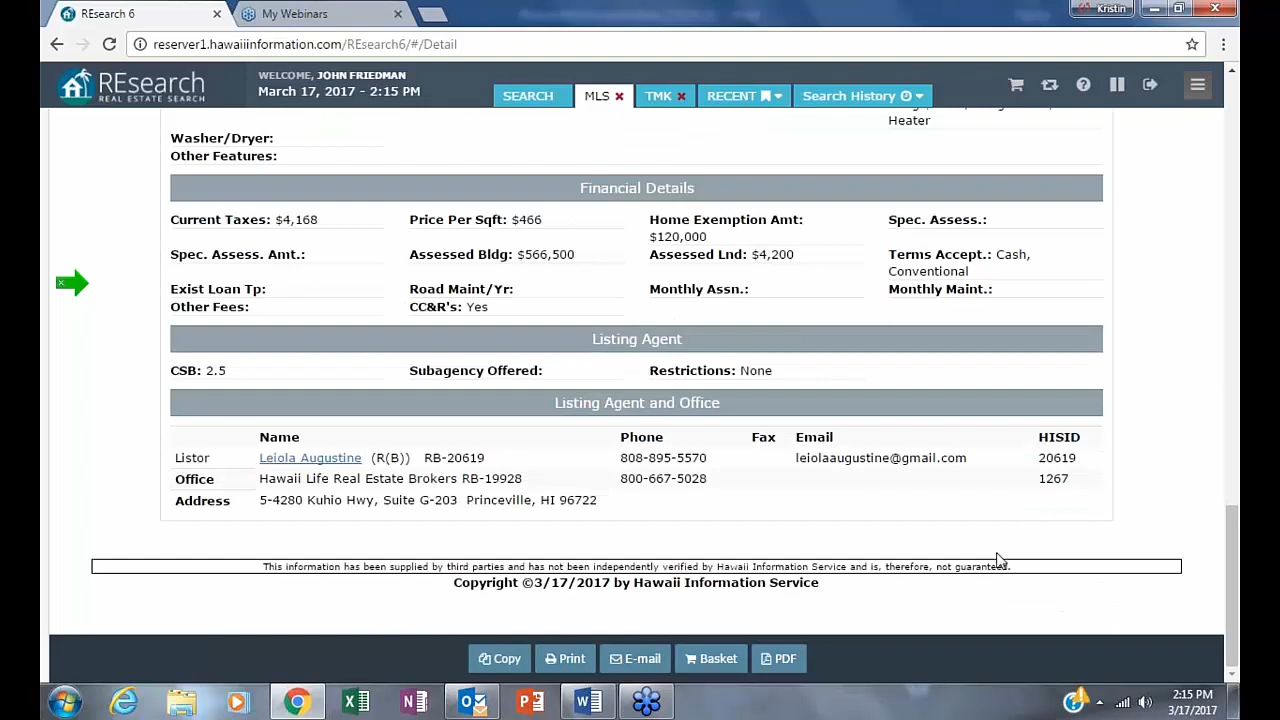 REsearch 6
My Webinars
Kristin
reserver1.hawaiiinformation.com/REsearch6/#/Detail
REsearch
REAL ESTATE SEARCH
WELCOME, JOHN FRIEDMAN
March 17, 2017 - 2:15 PM
SEARCH
MLS
TMK
RECENT
Search History
Heater
Washer/Dryer:
Other Features:
Financial Details
Current Taxes: $4,168 Price Per Sqft: $466 Home Exemption Amt: Spec. Assess.:
$120,000
Spec. Assess. Amt.: Assessed Bldg: $566,500 Assessed Lnd: $4,200 Terms Accept.: Cash,
Conventional
Exist Loan Tp: Road Maint/Yr: Monthly Assn.: Monthly Maint.:
Other Fees: CC&R's: Yes
Listing Agent
CSB: 2.5 Subagency Offered: Restrictions: None
Listing Agent and Office
Name Phone Fax Email HISID
Listor Leiola Augustine (R(B)) RB-20619 808-895-5570 leiolaaugustine@gmail.com 20619
Office Hawaii Life Real Estate Brokers RB-19928 800-667-5028 1267
Address 5-4280 Kuhio Hwy, Suite G-203 Princeville, HI 96722
This information has been supplied by third parties and has not been independently verified by Hawaii Information Service and is, therefore, not guaranteed.
Copyright ©3/17/2017 by Hawaii Information Service
Copy
Print
E-mail
Basket
PDF
2:15 PM
3/17/2017